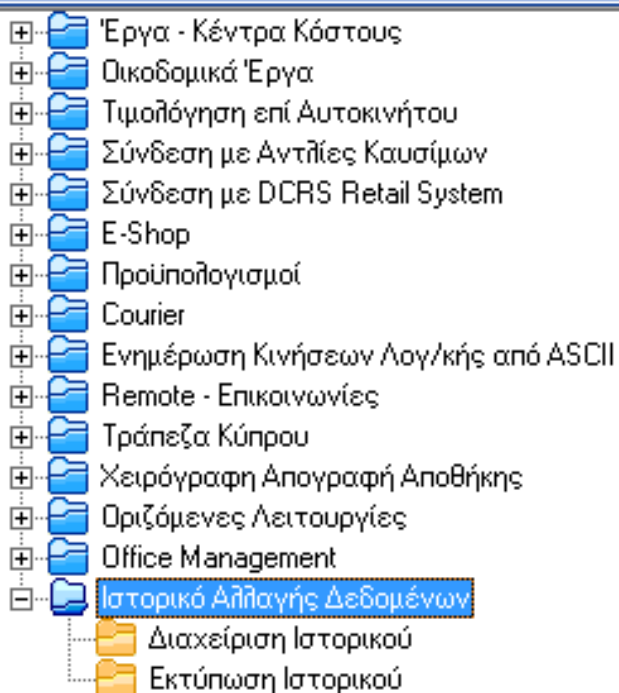 Έργα - Κέντρα Κόστους
Οικοδομικά Έργα
Τιμολόγηση επί Αυτοκινήτου
Σύνδεση με Αντλίες Καυσίμων
Σύνδεση με DCRS Retail System
E-Shop
Προϋπολογισμοί
Courier
Ενημέρωση Κινήσεων Λογ/κής από ASCII
Remote - Επικοινωνίες
Τράπεζα Κύπρου
Χειρόγραφη Απογραφή Αποθήκης
Οριζόμενες Λειτουργίες
Office Management
Ιστορικό Αλλαγής Δεδομένων
Διαχείριση Ιστορικού
Εκτύπωση Ιστορικού